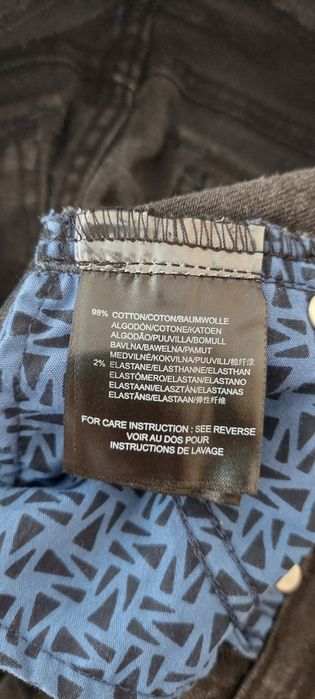 98% COTTON/COTON/BAUMWOLLE
ALGODÓN/COTONE/KATOEN
ALGODÃO/PUUVILLA/BOMULL
BAVLNA/BAWEŁNA/PAMUT
MEDVILNĖ/KOKVILNA/PUUVILL/棉纤维
2% ELASTANE/ELASTHANNE/ELASTHAN
ELASTÓMERO/ELASTAN/ELASTANO
ELASTAANI/ELASZTÁN/ELASTANAS
ELASTĀNS/ELASTAAN/弹性纤维
FOR CARE INSTRUCTION : SEE REVERSE
VOIR AU DOS POUR
INSTRUCTIONS DE LAVAGE